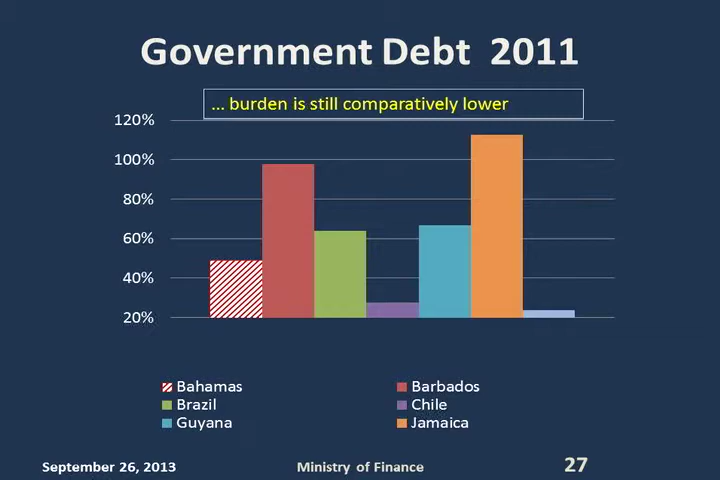 Government Debt 2011
... burden is still comparatively lower
120%
100%
80%
60%
40%
20%
Bahamas
Barbados
Brazil
Chile
Guyana
Jamaica
September 26, 2013
Ministry of Finance
27